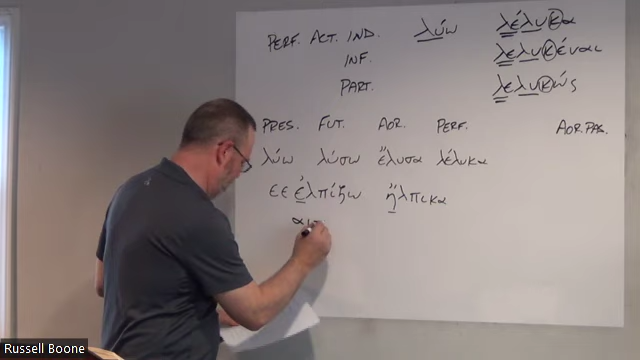 PERF. ACT. IND. λύω λέλυκα
INF. λελυκέναι
PART. λελυκώς
PRES. FUT. AOR. PERF. AOR. PAS.
λύω λύσω ἔλυσα λέλυκα
εε ἐλπίζω ἤλπικα
αι
Russell Boone